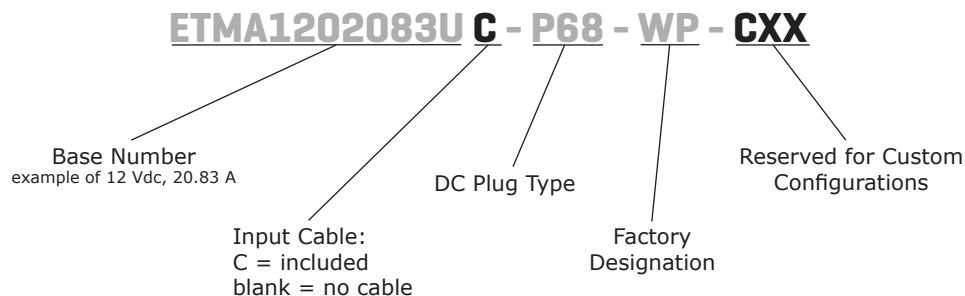 ETMA1202083U C - P68 - WP - CXX
Base Number
example of 12 Vdc, 20.83 A
Input Cable:
C = included
blank = no cable
DC Plug Type
Factory
Designation
Reserved for Custom
Configurations